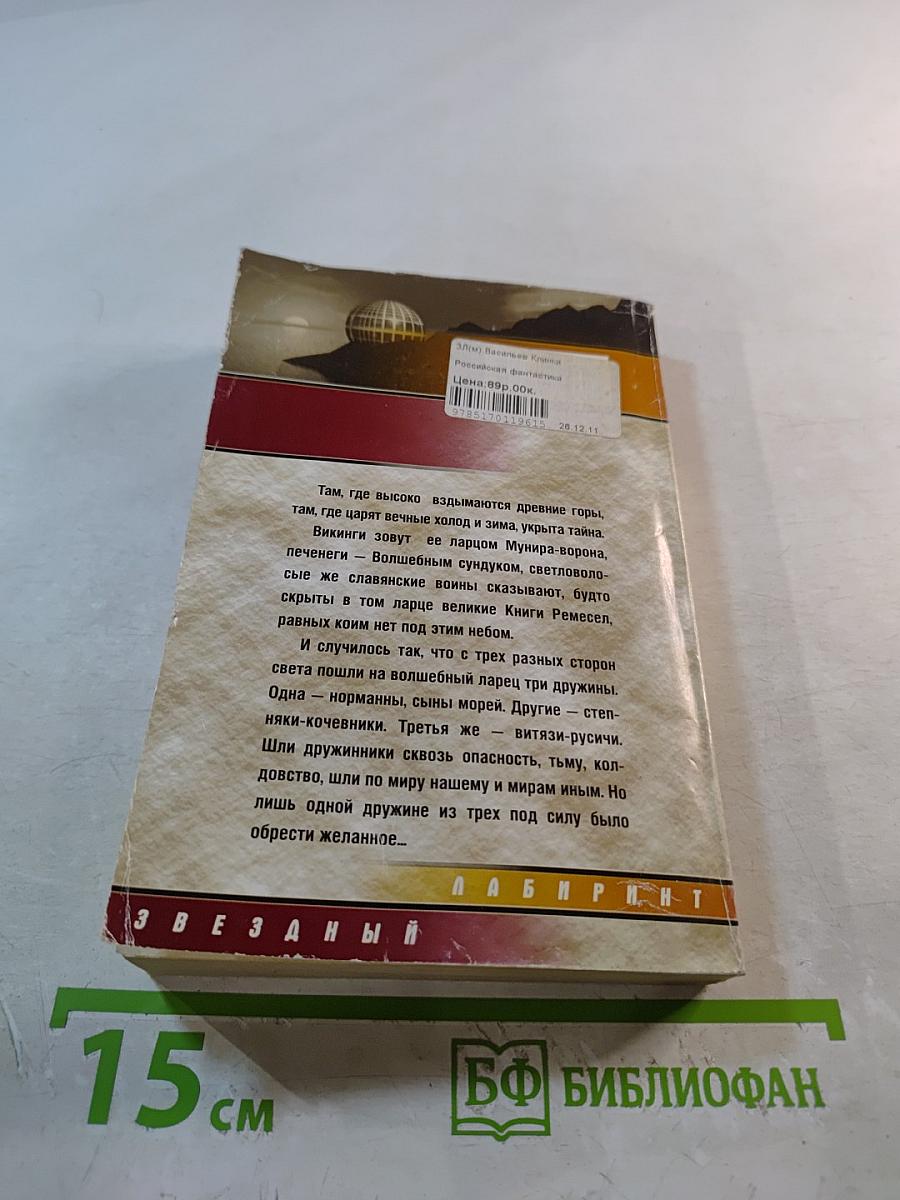 ЗЛ(м).Васильев Клинки
Российская фантастика
Цена:89р.00к.
9785170119615
26.12.11
Там, где высоко вздымаются древние горы,
там, где царят вечные холод и зима, укрыта тайна.
Викинги зовут ее ларцом Мунира-ворона,
печенеги — Волшебным сундуком, светловоло-
сые же славянские воины сказывают, будто
скрыты в том ларце великие Книги Ремесел,
равных коим нет под этим небом.
И случилось так, что с трех разных сторон
света пошли на волшебный ларец три дружины.
Одна — норманны, сыны морей. Другие — степ-
няки-кочевники. Третья же — витязи-русичи.
Шли дружинники сквозь опасность, тьму, кол-
довство, шли по миру нашему и мирам иным. Но
лишь одной дружине из трех под силу было
обрести желанное...
ЛАБИРИНТ
ЗВЕЗДНЫЙ
15 см
БФ БИБЛИОФАН